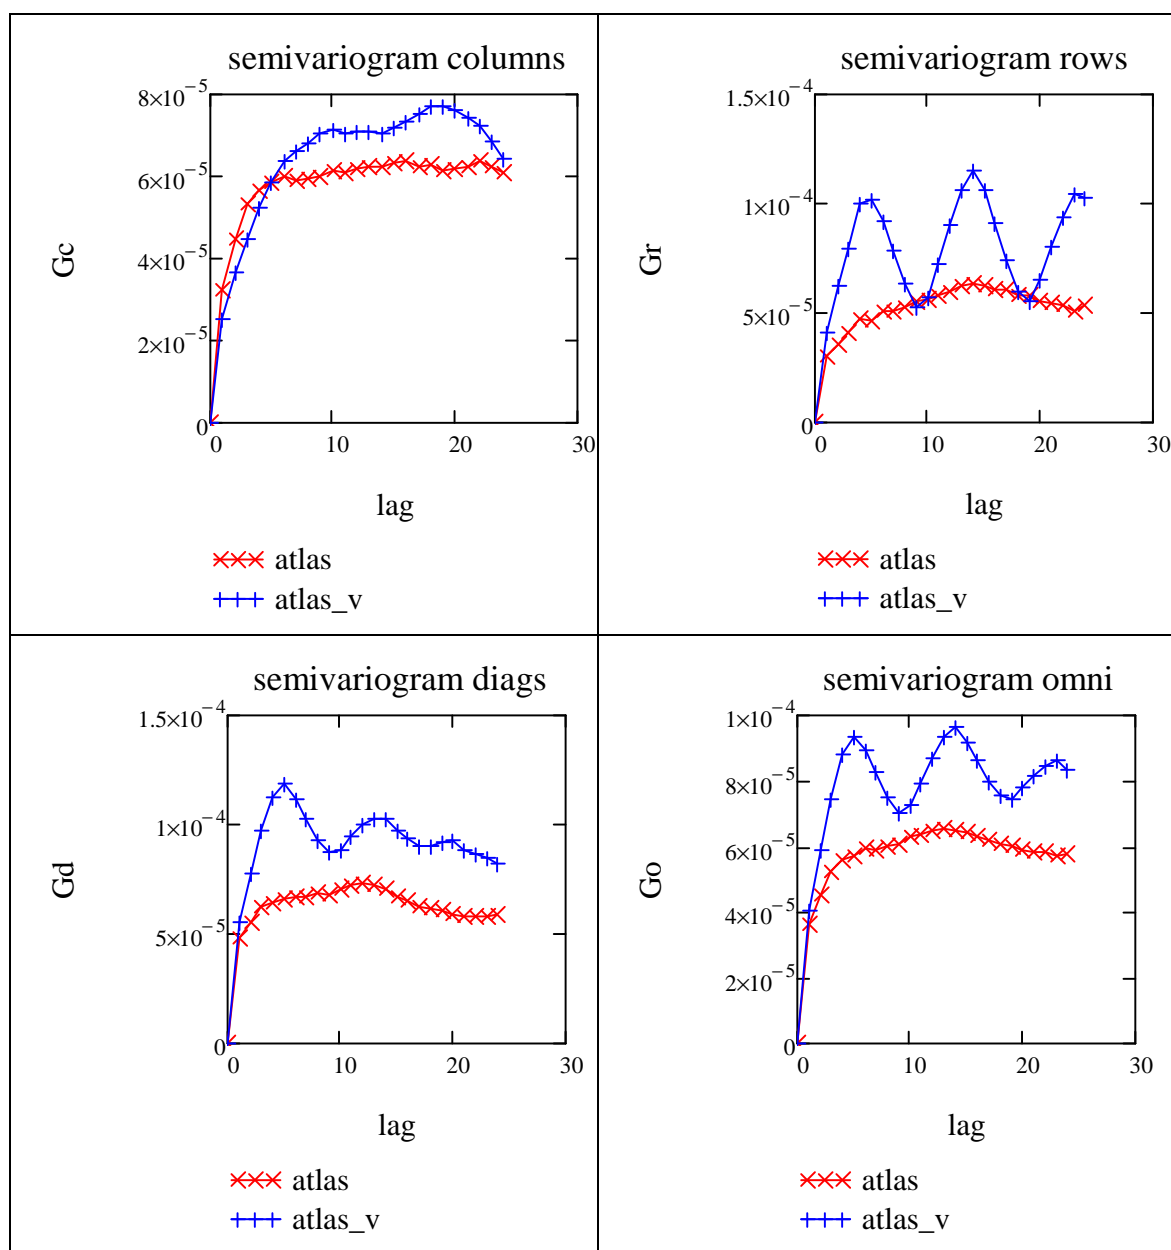 semivariogram columns
8×10⁻⁵
6×10⁻⁵
4×10⁻⁵
2×10⁻⁵
0
0 10 20 30
Gc
lag
atlas
atlas_v
semivariogram rows
1.5×10⁻⁴
1×10⁻⁴
5×10⁻⁵
0
0 10 20 30
Gr
lag
atlas
atlas_v
semivariogram diags
1.5×10⁻⁴
1×10⁻⁴
5×10⁻⁵
0
0 10 20 30
Gd
lag
atlas
atlas_v
semivariogram omni
1×10⁻⁴
8×10⁻⁵
6×10⁻⁵
4×10⁻⁵
2×10⁻⁵
0
0 10 20 30
Go
lag
atlas
atlas_v